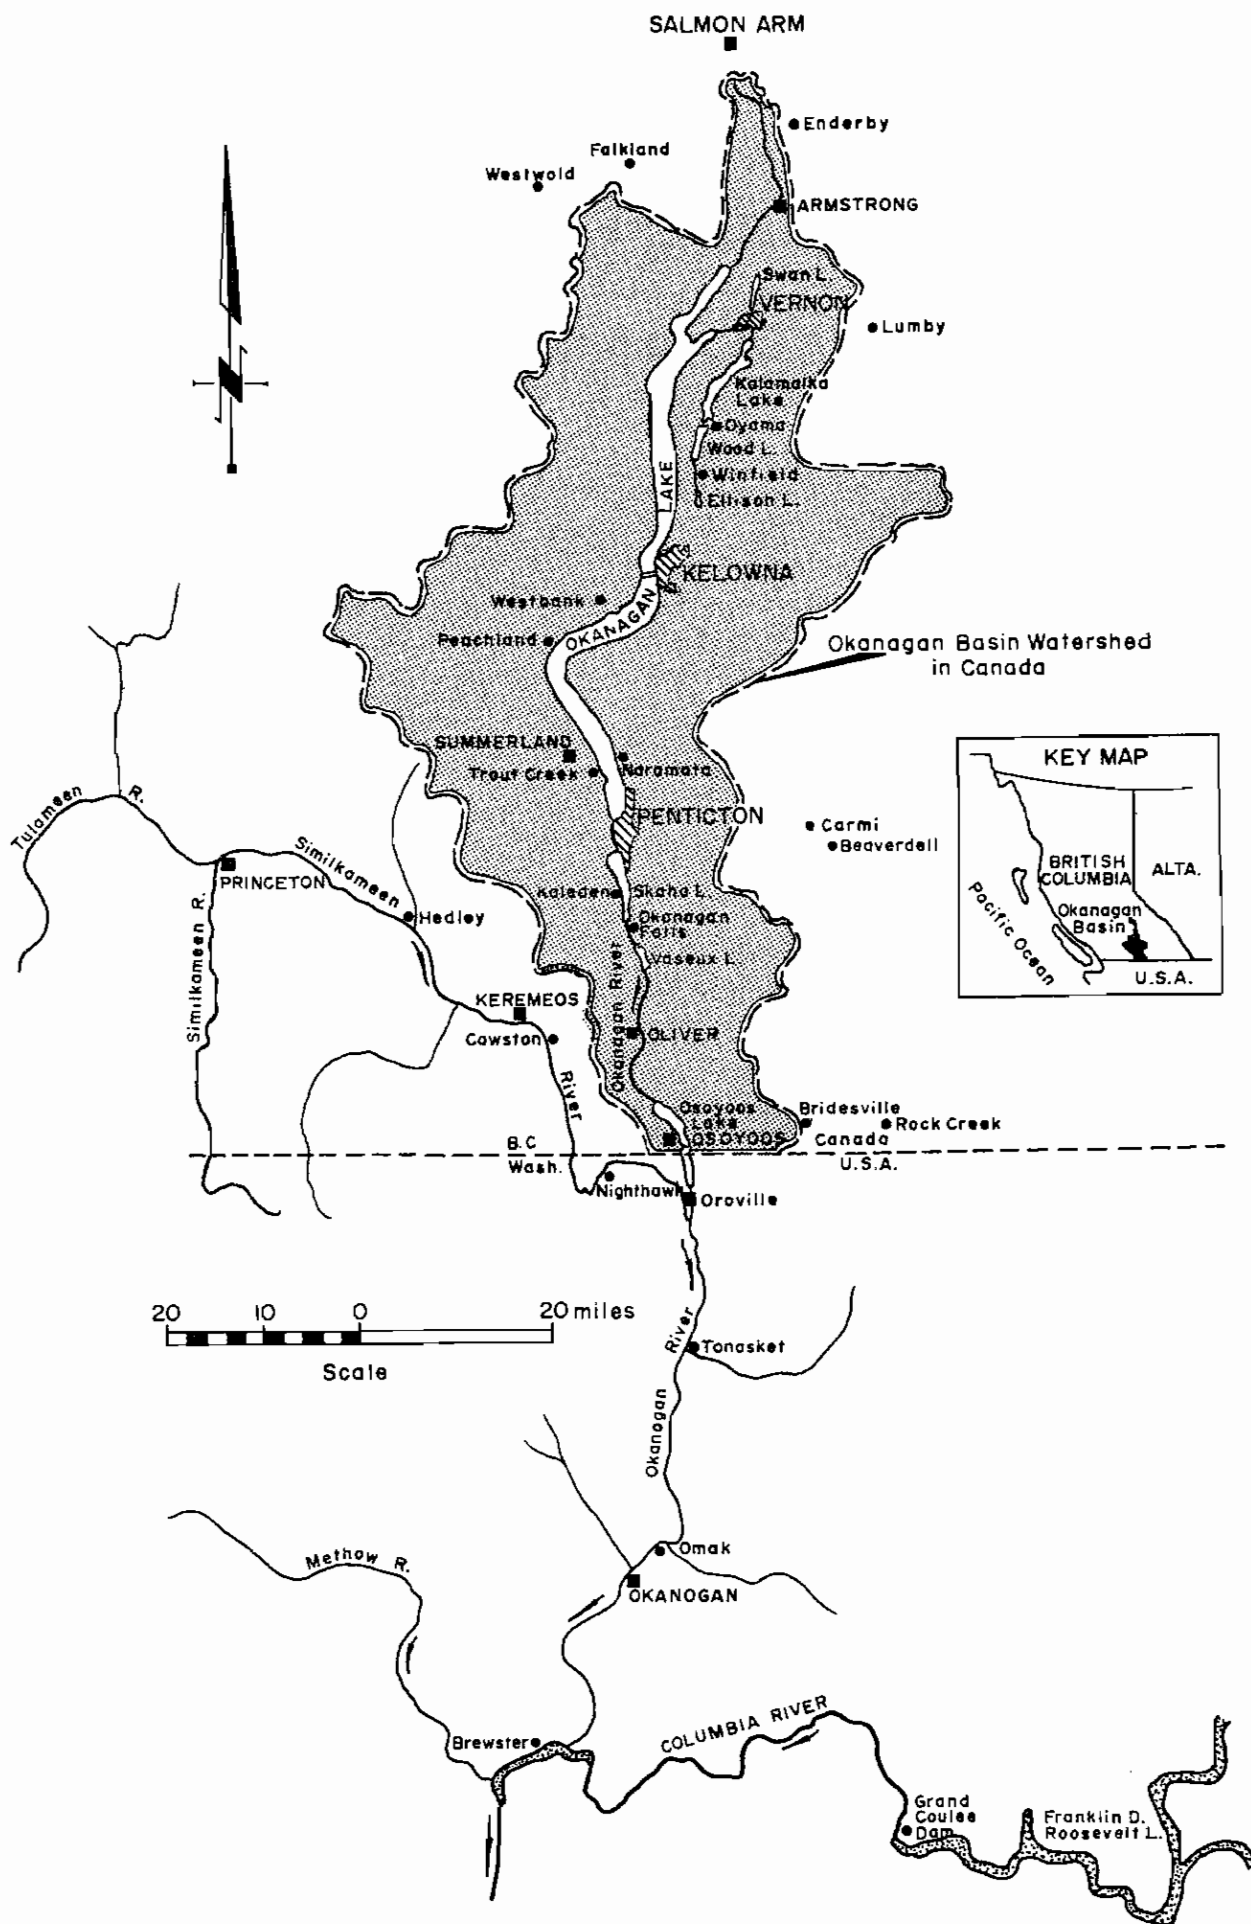 SALMON ARM
Enderby
Falkland
Westwold
ARMSTRONG
Swan L.
VERNON
Lumby
Kalamalka
Lake
Oyama
Wood L.
Winfield
Ellison L.
OKANAGAN LAKE
KELOWNA
Westbank
Peachland
Okanagan Basin Watershed
in Canada
SUMMERLAND
Trout Creek
Naramata
PENTICTON
Carmi
Beaverdell
KEY MAP
BRITISH
COLUMBIA
ALTA.
Okanagan
Basin
Pacific Ocean
U.S.A.
Tulameen R.
PRINCETON
Similkameen
Similkameen R.
Hedley
Kaleden
Skaha L.
Okanagan
Falls
Vaseux L.
Okanagan River
KEREMEOS
Cawston
River
OLIVER
Osoyoos
Lake
OSOYOOS
Bridesville
Rock Creek
B.C
Canada
Wash.
U.S.A.
Nighthawk
Oroville
20 10 0 20 miles
Scale
River
Tonasket
Okanogan
Methow R.
Omak
OKANOGAN
Brewster
COLUMBIA RIVER
Grand
Coulee
Dam
Franklin D.
Roosevelt L.